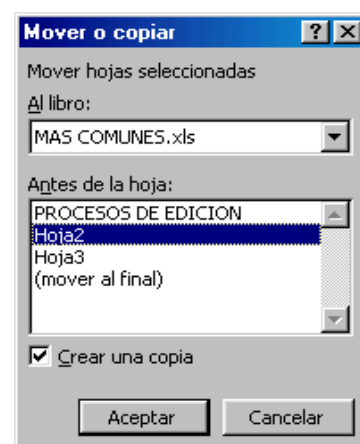 Mover o copiar
Mover hojas seleccionadas
Al libro:
MAS COMUNES.xls
Antes de la hoja:
PROCESOS DE EDICION
Hoja2
Hoja3
(mover al final)
Crear una copia
Aceptar Cancelar